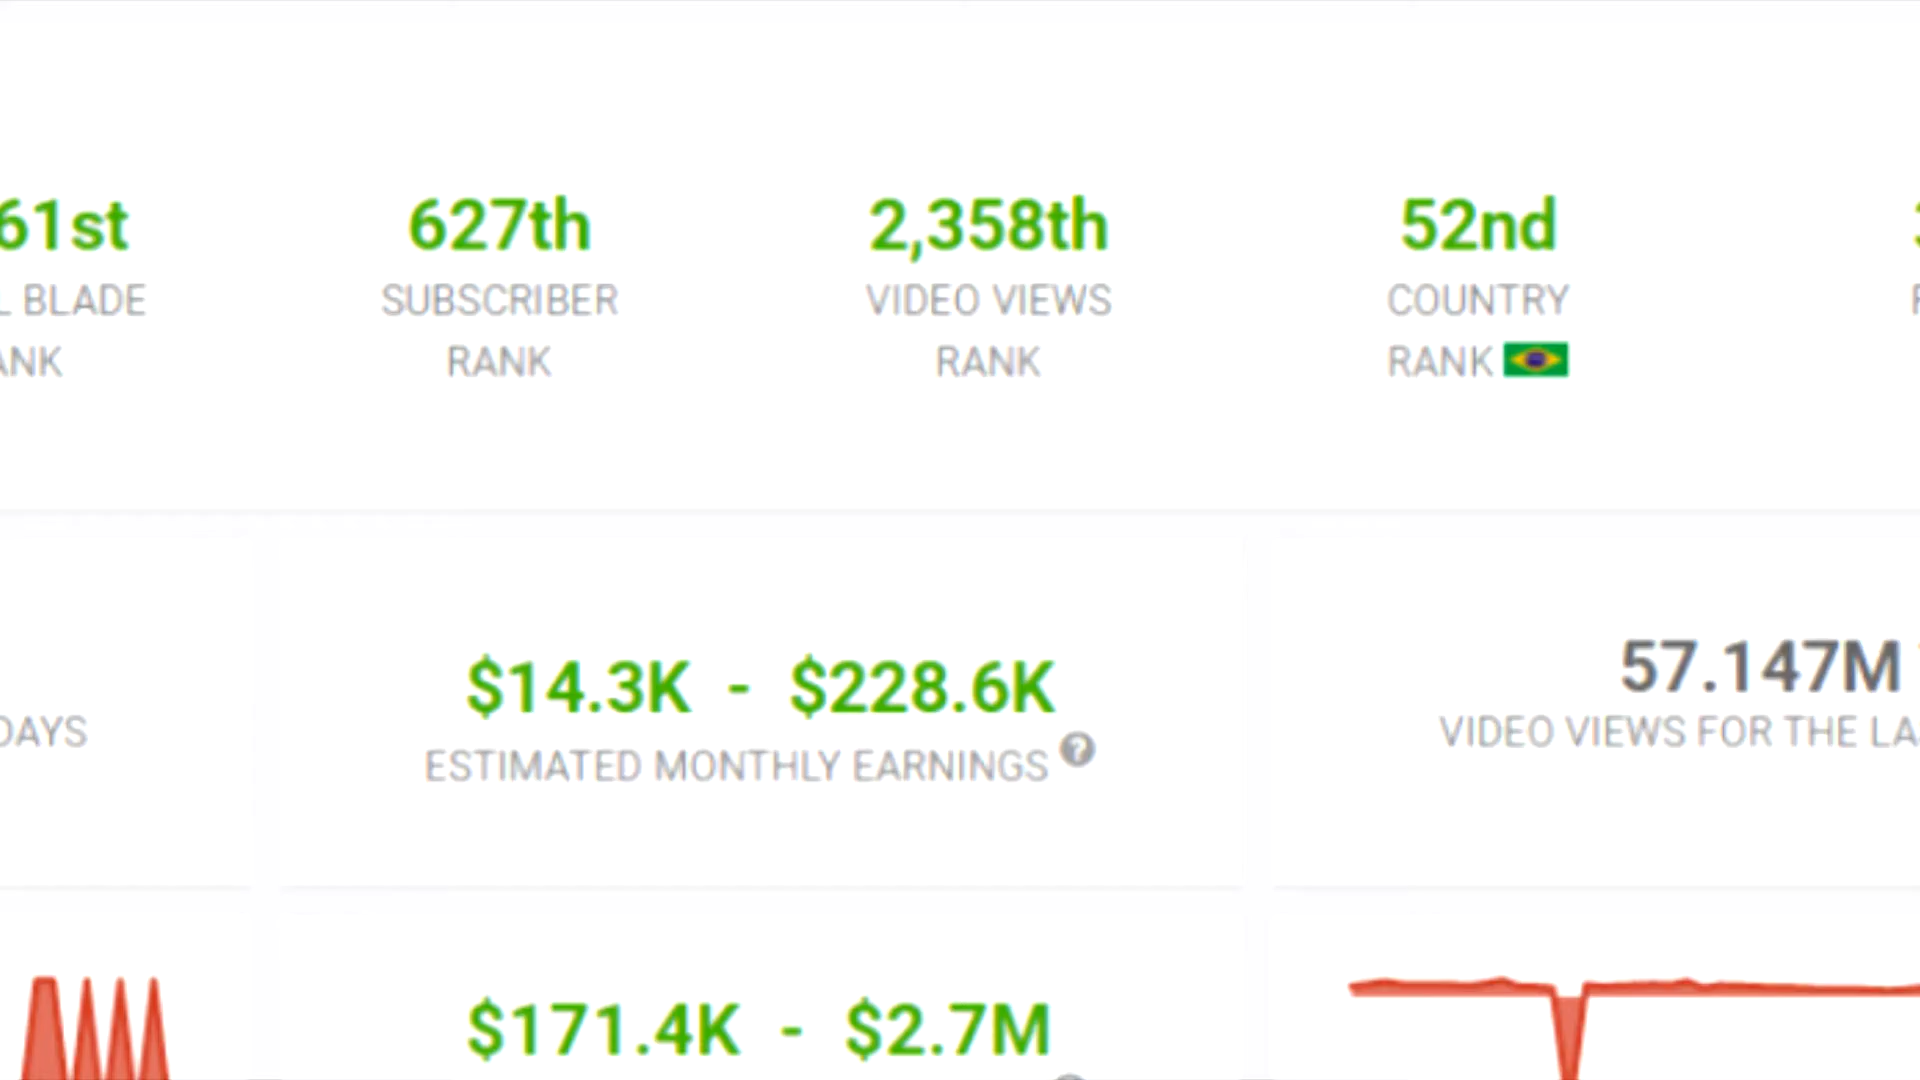 61st 627th 2,358th 52nd
BLADE SUBSCRIBER VIDEO VIEWS COUNTRY
RANK RANK RANK
$14.3K - $228.6K 57.147M
DAYS ESTIMATED MONTHLY EARNINGS ? VIDEO VIEWS FOR THE LA
$171.4K - $2.7M